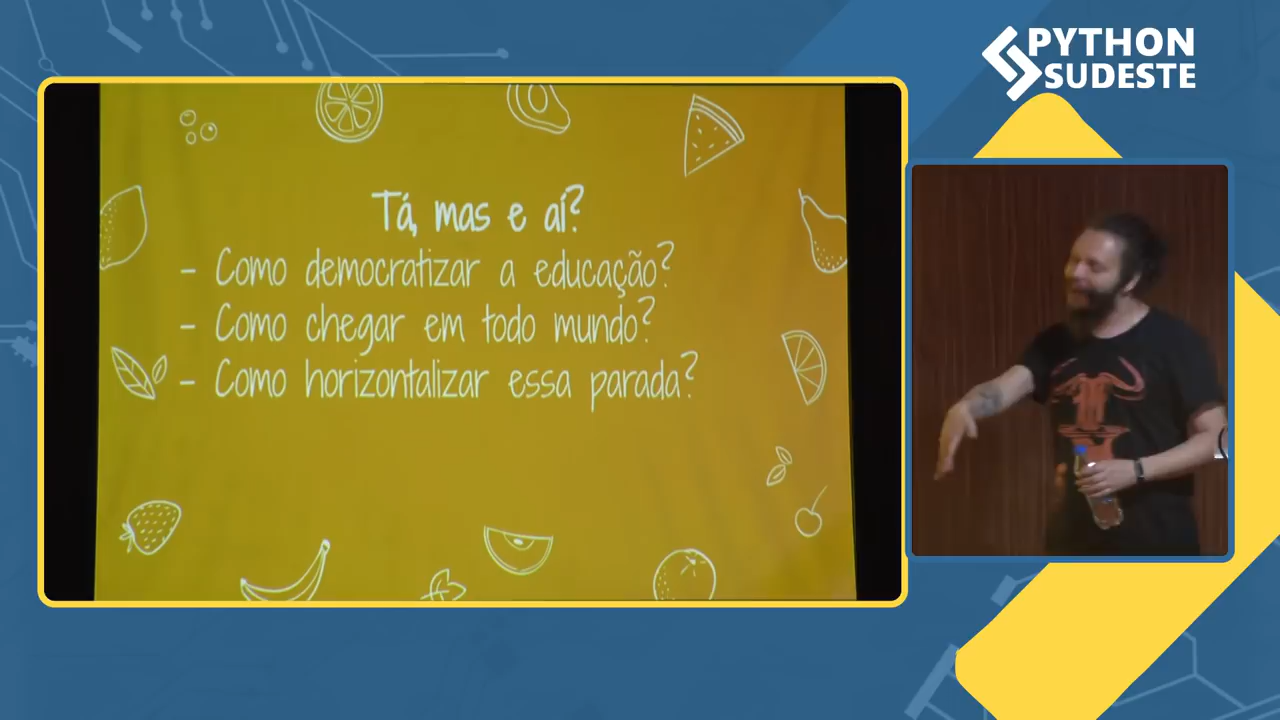 PYTHON
SUDESTE
Tá, mas e aí?
- Como democratizar a educação?
- Como chegar em todo mundo?
- Como horizontalizar essa parada?